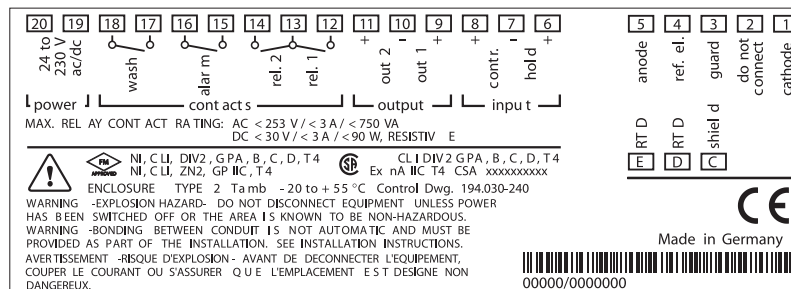 20 19 18 17 16 15 14 13 12 11 10 9 8 7 6 5 4 3 2 1
24 to
230 V
ac/dc
wash
alarm
rel. 2
rel. 1
+ - + + - +
out 2
out 1
contr.
hold
anode
ref. el.
guard
do not
connect
cathode
power contacts output input
RTD
RTD
shield
E D C
MAX. RELAY CONTACT RATING: AC < 253 V / < 3 A / < 750 VA
DC < 30 V / < 3 A / < 90 W, RESISTIVE
FM
APPROVED
NI, C LI, DIV2, GP A, B, C, D, T4
NI, C LI, ZN2, GP IIC, T4
CL I DIV 2 GP A, B, C, D, T4
Ex nA IIC T4 CSA xxxxxxxxxx
ENCLOSURE TYPE 2 Tamb - 20 to + 55 °C Control Dwg. 194.030-240
WARNING -EXPLOSION HAZARD- DO NOT DISCONNECT EQUIPMENT UNLESS POWER
HAS BEEN SWITCHED OFF OR THE AREA IS KNOWN TO BE NON-HAZARDOUS.
WARNING -BONDING BETWEEN CONDUIT IS NOT AUTOMATIC AND MUST BE
PROVIDED AS PART OF THE INSTALLATION. SEE INSTALLATION INSTRUCTIONS.
AVERTISSEMENT -RISQUE D'EXPLOSION- AVANT DE DECONNECTER L'EQUIPEMENT,
COUPER LE COURANT OU S'ASSURER QUE L'EMPLACEMENT EST DESIGNE NON
DANGEREUX.
CE
Made in Germany
00000/0000000